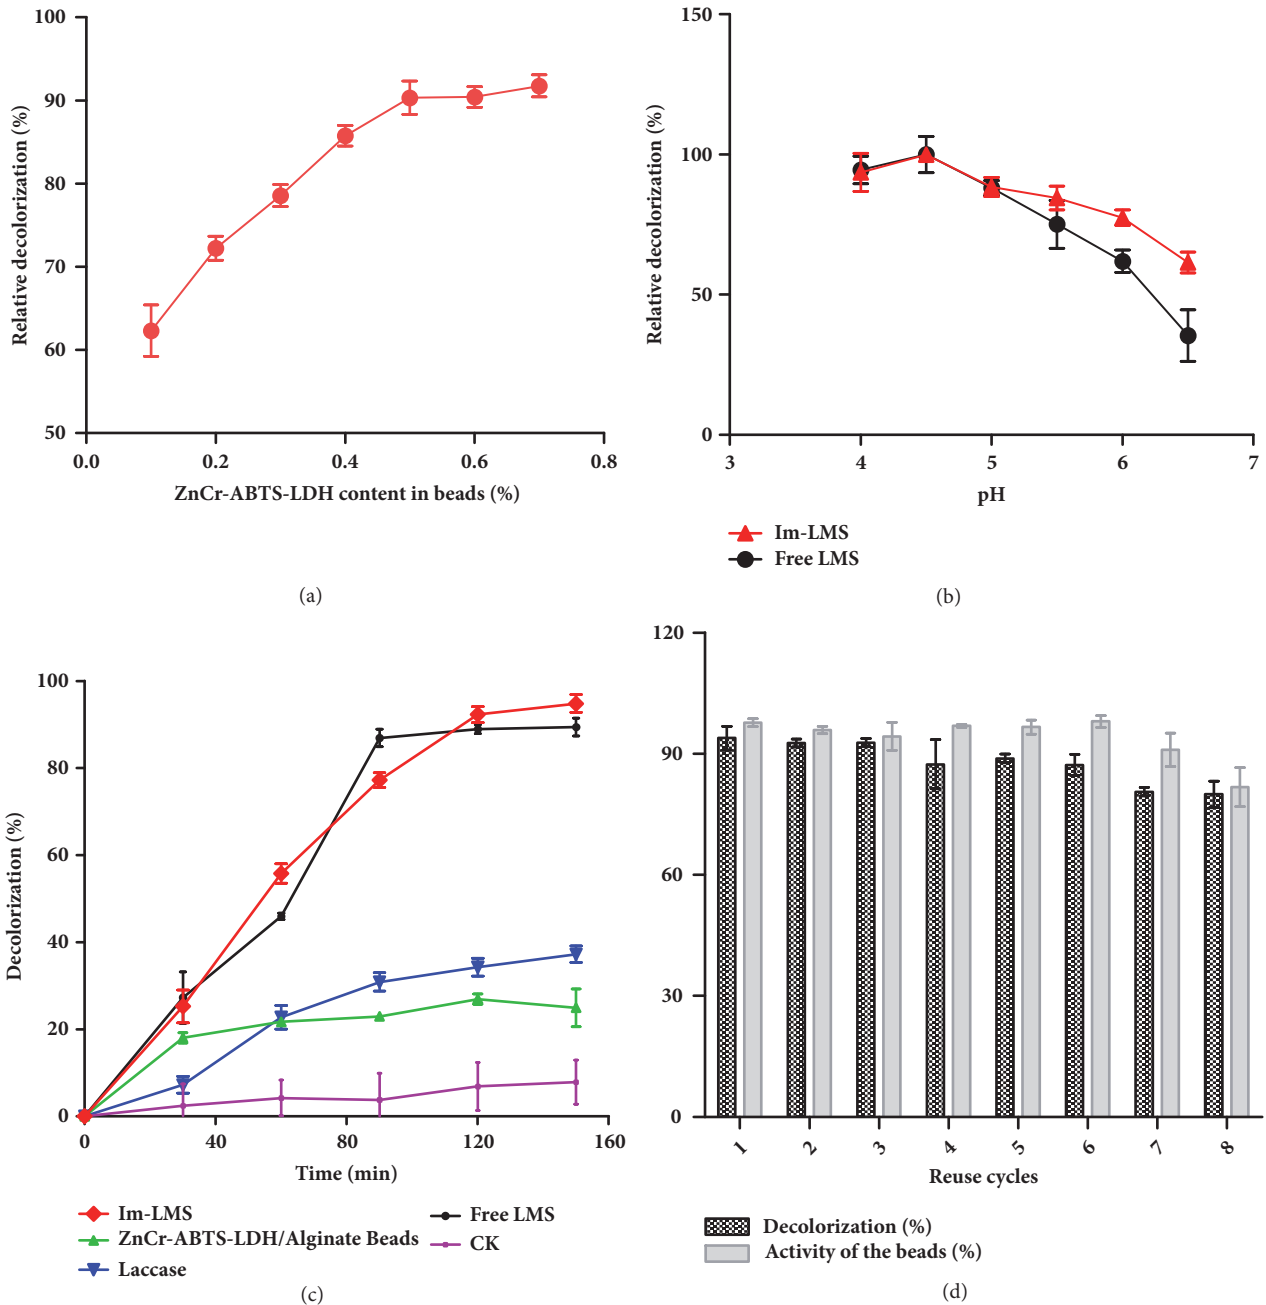 100
90
80
70
60
50
0.0 0.2 0.4 0.6 0.8
Relative decolorization (%)
ZnCr-ABTS-LDH content in beads (%)
(a)
150
100
50
0
3 4 5 6 7
Relative decolorization (%)
pH
Im-LMS
Free LMS
(b)
100
80
60
40
20
0
0 40 80 120 160
Decolorization (%)
Time (min)
Im-LMS
ZnCr-ABTS-LDH/Alginate Beads
Laccase
Free LMS
CK
(c)
120
90
60
30
0
1 2 3 4 5 6 7 8
Reuse cycles
Decolorization (%)
Activity of the beads (%)
(d)